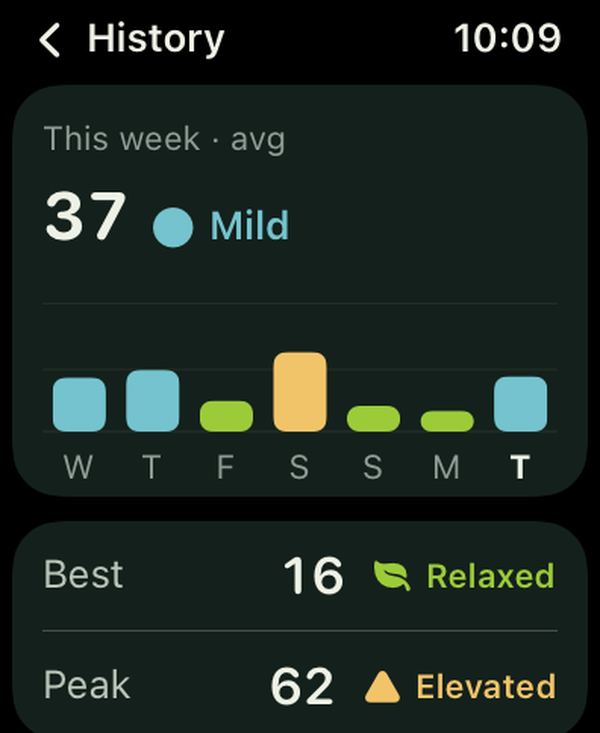 History 10:09
This week · avg
37 Mild
W T F S S M T
Best 16 Relaxed
Peak 62 Elevated